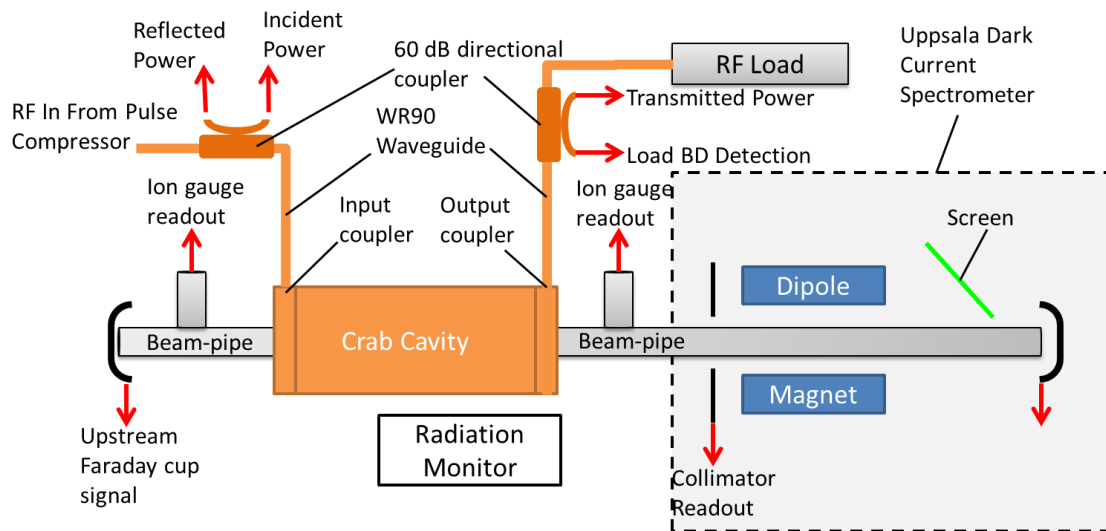 Reflected
Power
Incident
Power
60 dB directional
coupler
RF Load
Uppsala Dark
Current
Spectrometer
RF In From Pulse
Compressor
WR90
Waveguide
Transmitted Power
Load BD Detection
Ion gauge
readout
Input
coupler
Output
coupler
Ion gauge
readout
Screen
Dipole
Beam-pipe
Crab Cavity
Beam-pipe
Magnet
Upstream
Faraday cup
signal
Radiation
Monitor
Collimator
Readout